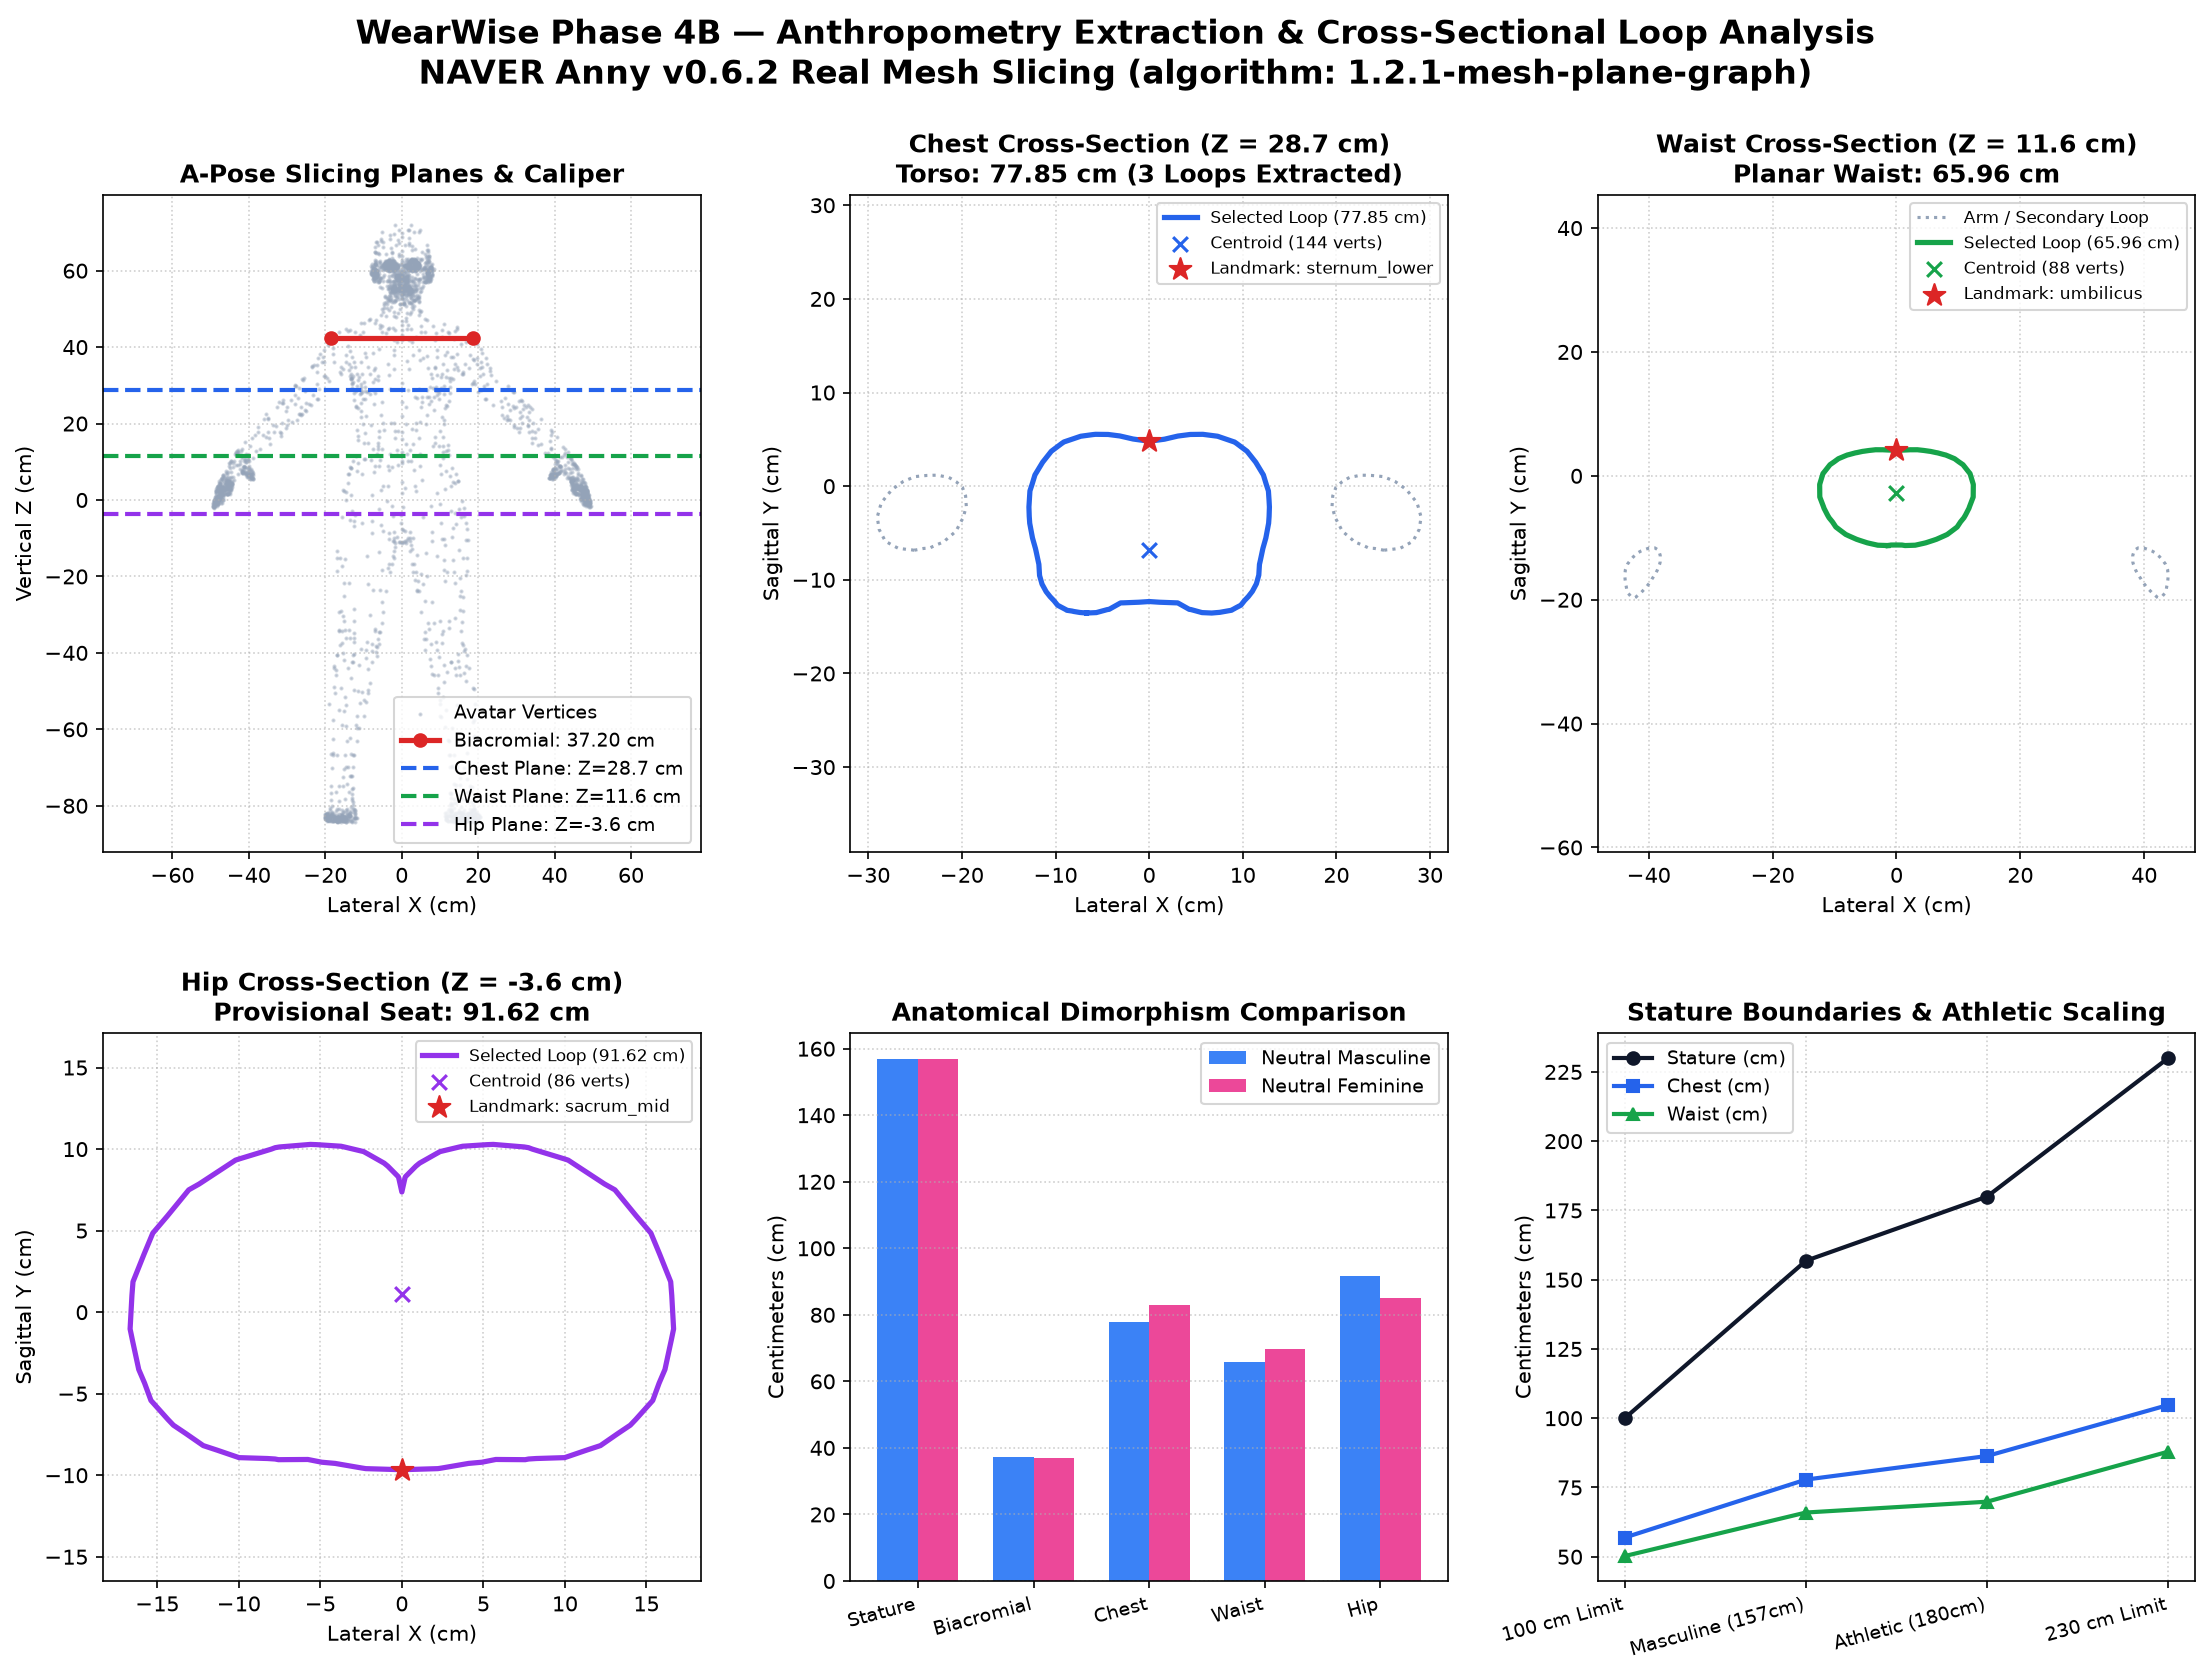 WearWise Phase 4B — Anthropometry Extraction & Cross-Sectional Loop Analysis
NAVER Anny v0.6.2 Real Mesh Slicing (algorithm: 1.2.1-mesh-plane-graph)
A-Pose Slicing Planes & Caliper
60
40
20
0
−20
−40
−60
−80
Vertical Z (cm)
Avatar Vertices
Biacromial: 37.20 cm
Chest Plane: Z=28.7 cm
Waist Plane: Z=11.6 cm
Hip Plane: Z=-3.6 cm
−60 −40 −20 0 20 40 60
Lateral X (cm)
Chest Cross-Section (Z = 28.7 cm)
Torso: 77.85 cm (3 Loops Extracted)
Selected Loop (77.85 cm)
Centroid (144 verts)
Landmark: sternum_lower
30
20
10
0
−10
−20
−30
Sagittal Y (cm)
−30 −20 −10 0 10 20 30
Lateral X (cm)
Waist Cross-Section (Z = 11.6 cm)
Planar Waist: 65.96 cm
Arm / Secondary Loop
Selected Loop (65.96 cm)
Centroid (88 verts)
Landmark: umbilicus
40
20
0
−20
−40
−60
Sagittal Y (cm)
−40 −20 0 20 40
Lateral X (cm)
Hip Cross-Section (Z = -3.6 cm)
Provisional Seat: 91.62 cm
Selected Loop (91.62 cm)
Centroid (86 verts)
Landmark: sacrum_mid
15
10
5
0
−5
−10
−15
Sagittal Y (cm)
−15 −10 −5 0 5 10 15
Lateral X (cm)
Anatomical Dimorphism Comparison
Neutral Masculine
Neutral Feminine
160
140
120
100
80
60
40
20
0
Centimeters (cm)
Stature Biacromial Chest Waist Hip
Stature Boundaries & Athletic Scaling
Stature (cm)
Chest (cm)
Waist (cm)
225
200
175
150
125
100
75
50
Centimeters (cm)
100 cm Limit Masculine (157cm) Athletic (180cm) 230 cm Limit